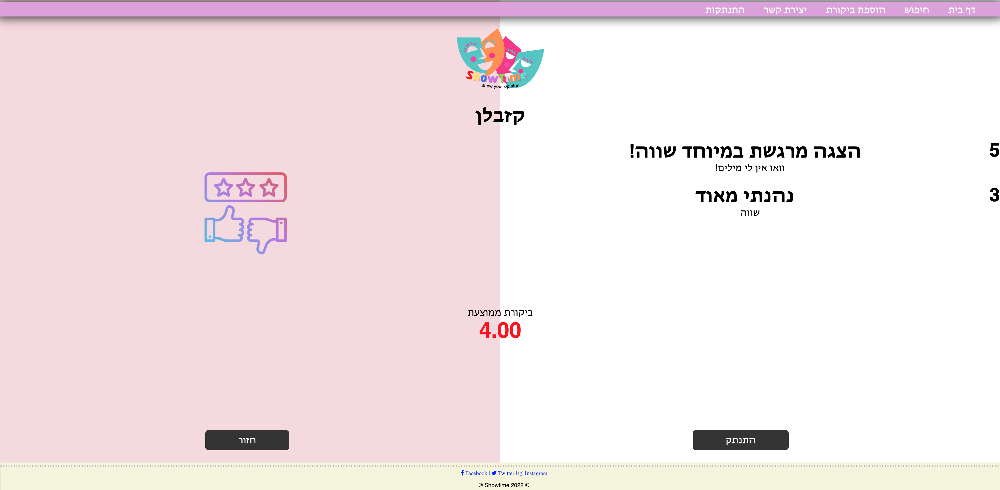 דף בית חיפוש הוספת ביקורת יצירת קשר התנתקות
ShowTime
Show your opinion
קזבלן
5 הצגה מרגשת במיוחד שווה!
וואו אין לי מילים!
3 נהנתי מאוד
שווה
ביקורת ממוצעת
4.00
התנתק חזור
Facebook | Twitter | Instagram
© Showtime 2022 ©